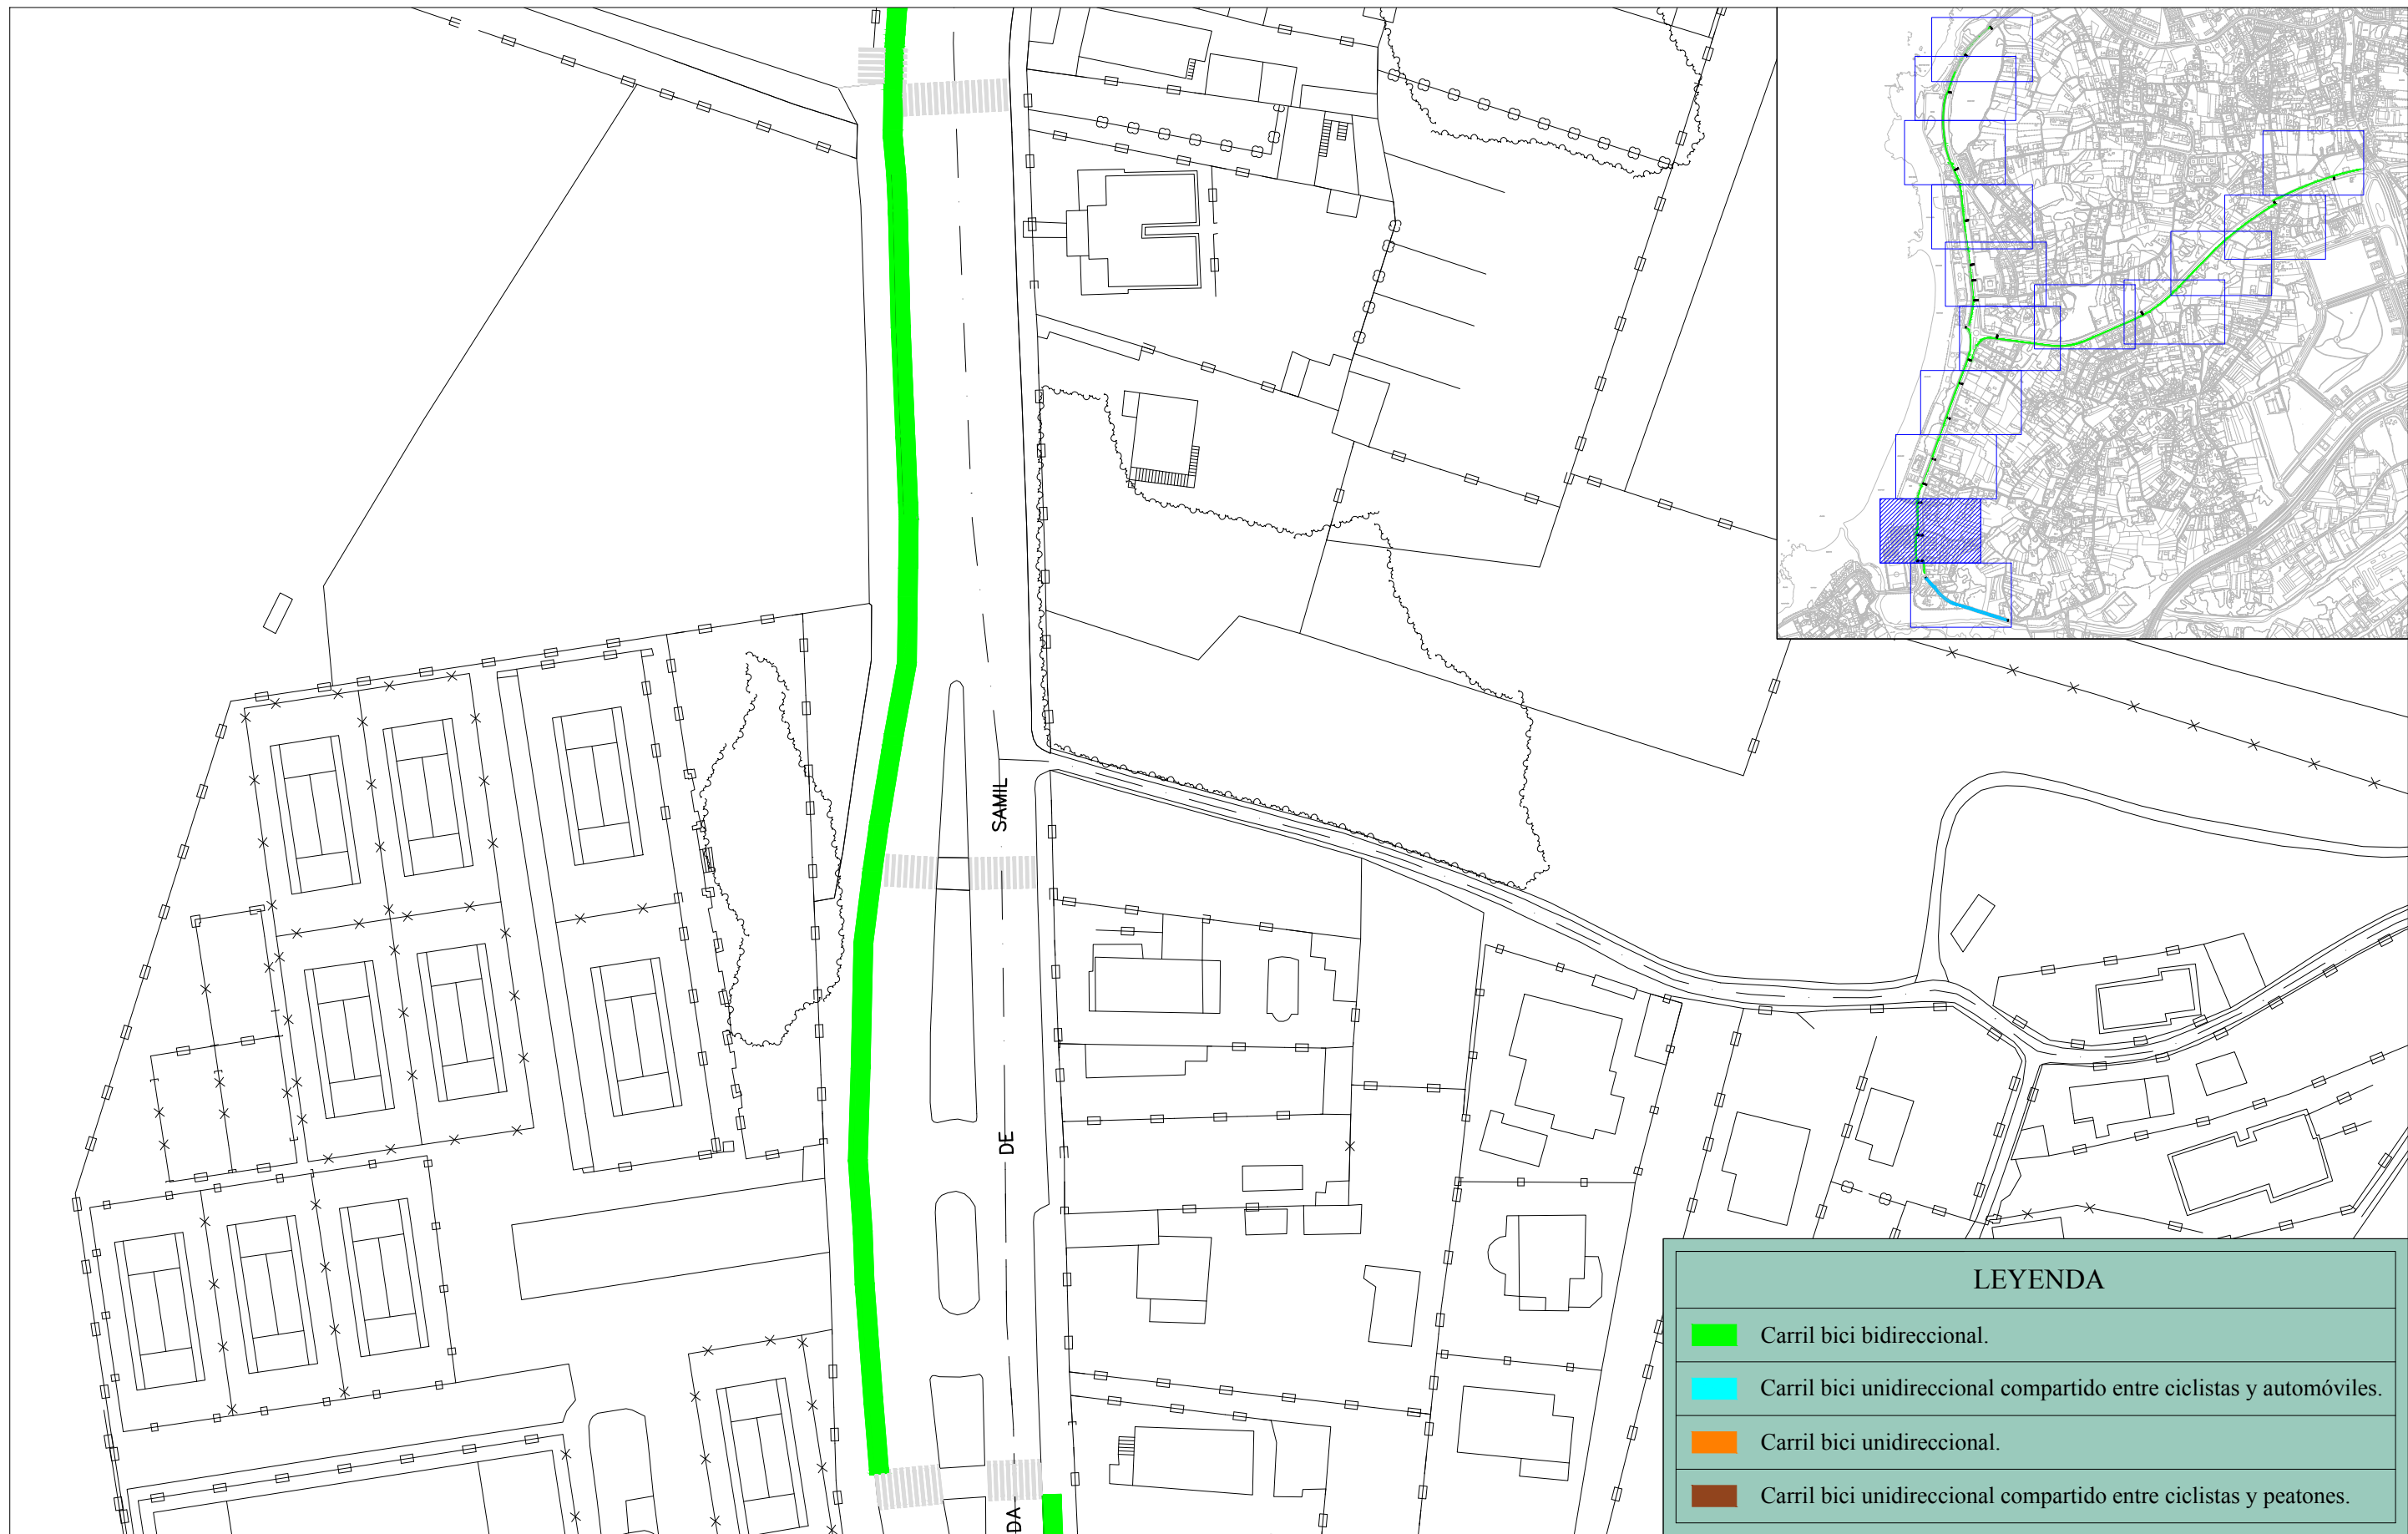 SAMIL
DE
DA
LEYENDA
Carril bici bidireccional.
Carril bici unidireccional compartido entre ciclistas y automóviles.
Carril bici unidireccional.
Carril bici unidireccional compartido entre ciclistas y peatones.